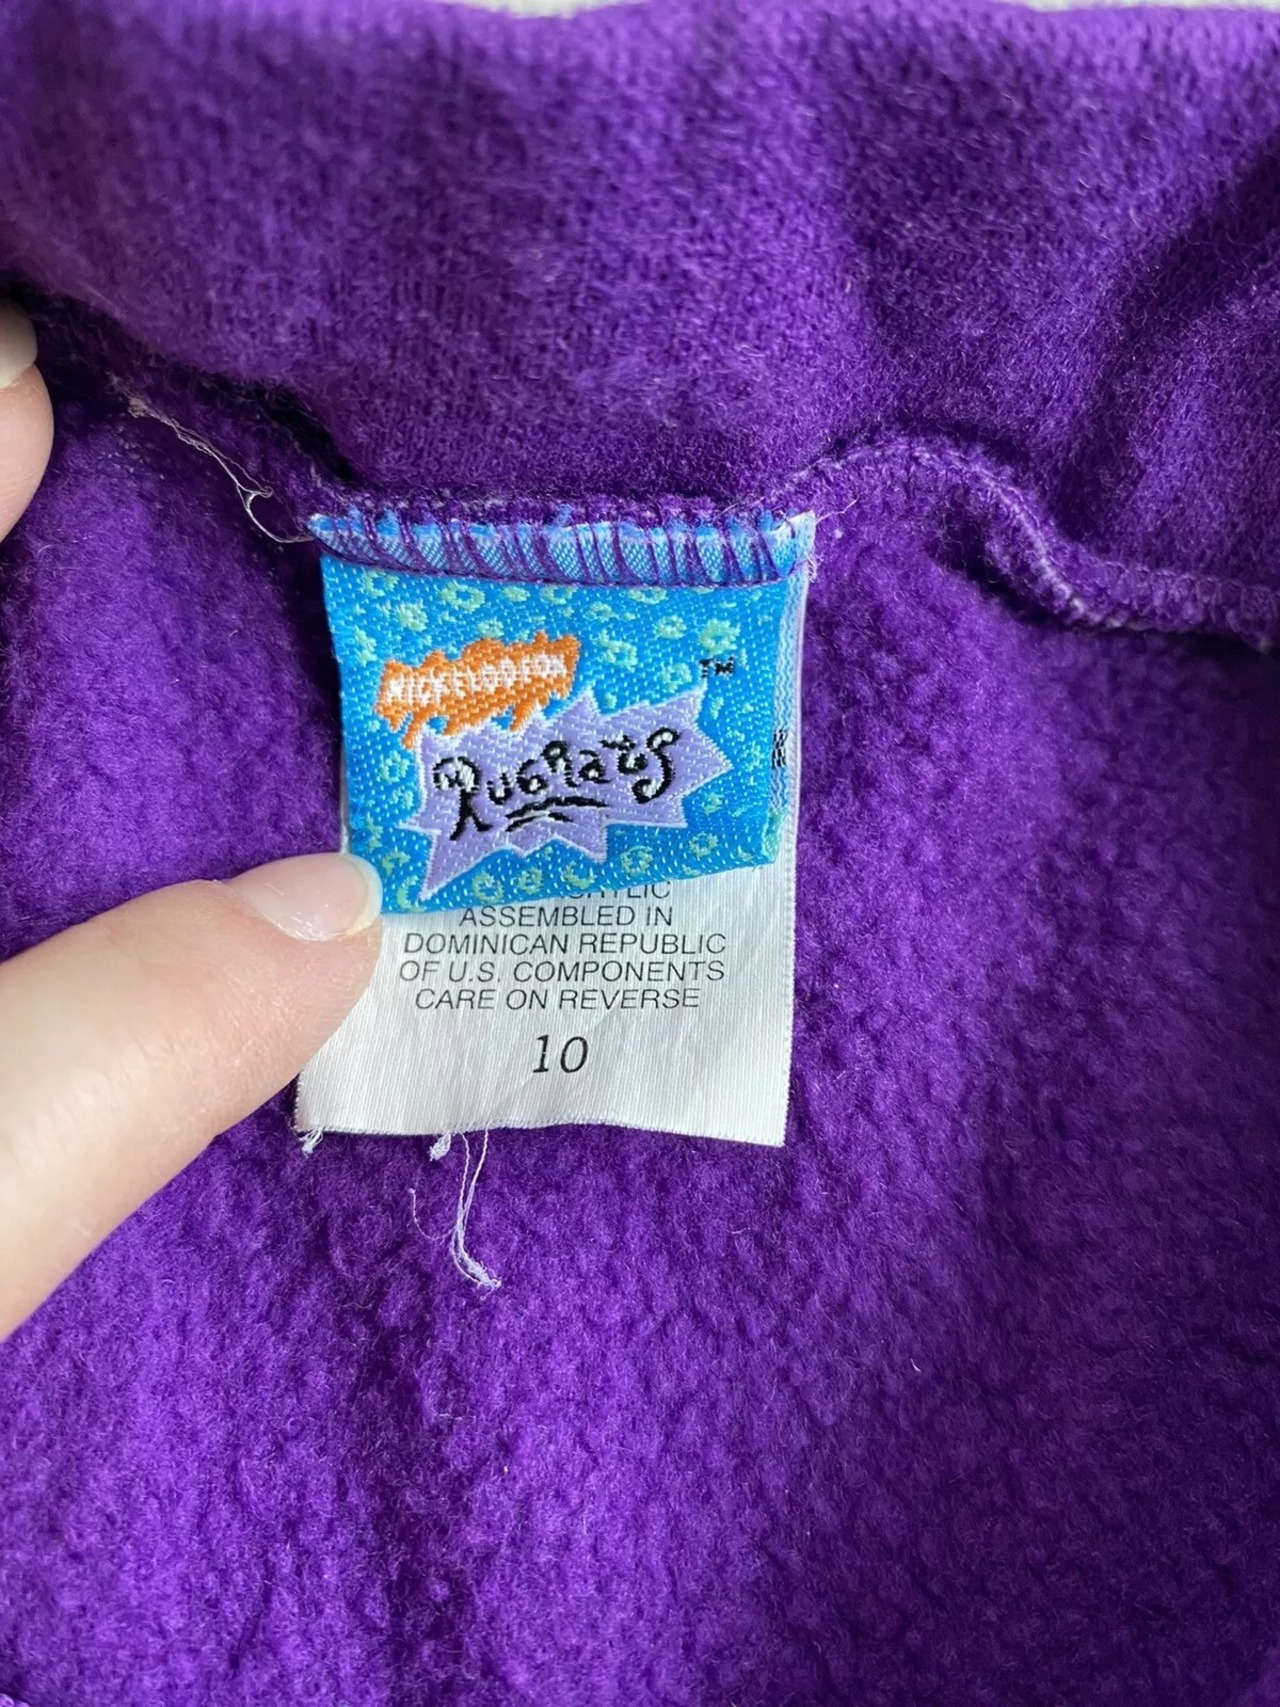 NICKELODEON
TM
RUGRATS
ASSEMBLED IN
DOMINICAN REPUBLIC
OF U.S. COMPONENTS
CARE ON REVERSE
10